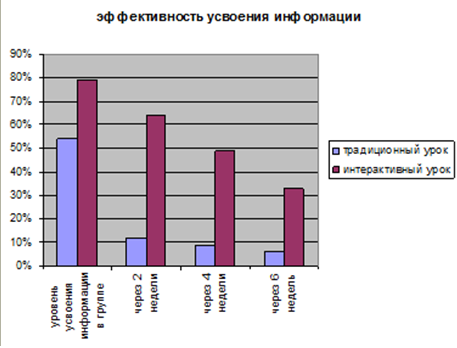 эффективность усвоения информации
90%
80%
70%
60%
50%
40%
30%
20%
10%
0%
уровень
усвоения
информации
в группе
через 2
недели
через 4
недели
через 6
недель
традиционный урок
интерактивный урок